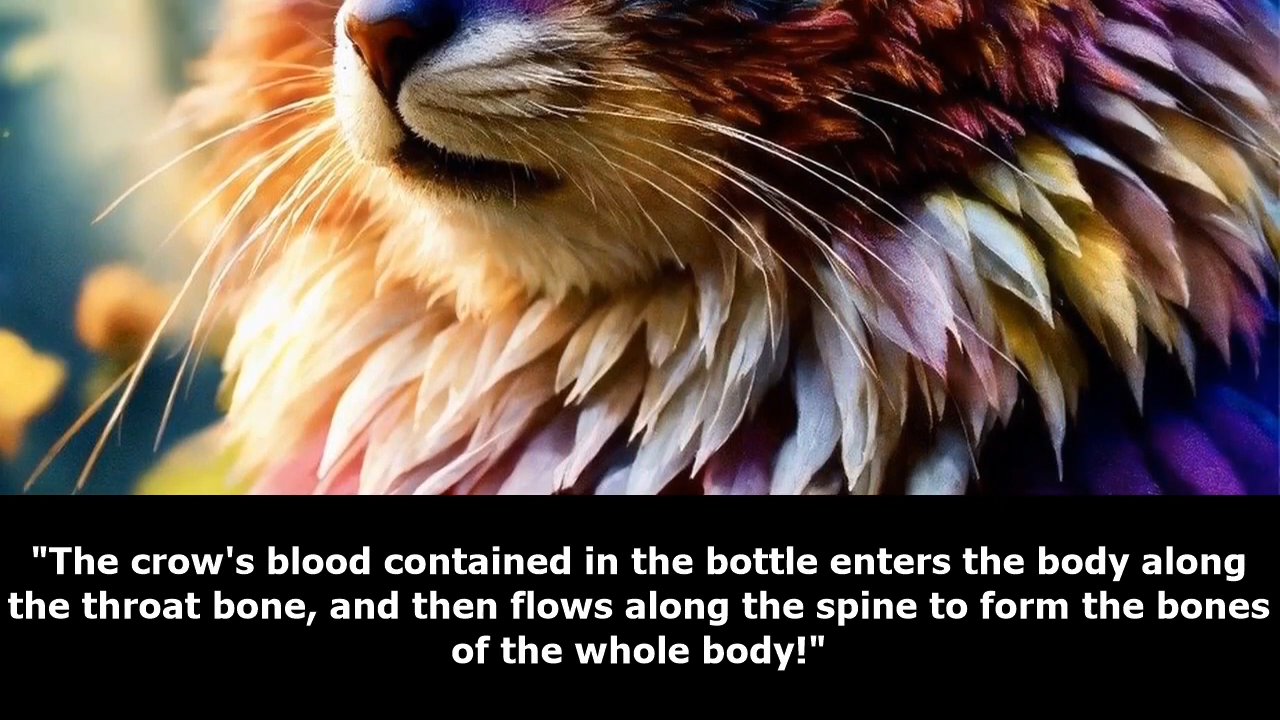 "The crow's blood contained in the bottle enters the body along
the throat bone, and then flows along the spine to form the bones
of the whole body!"